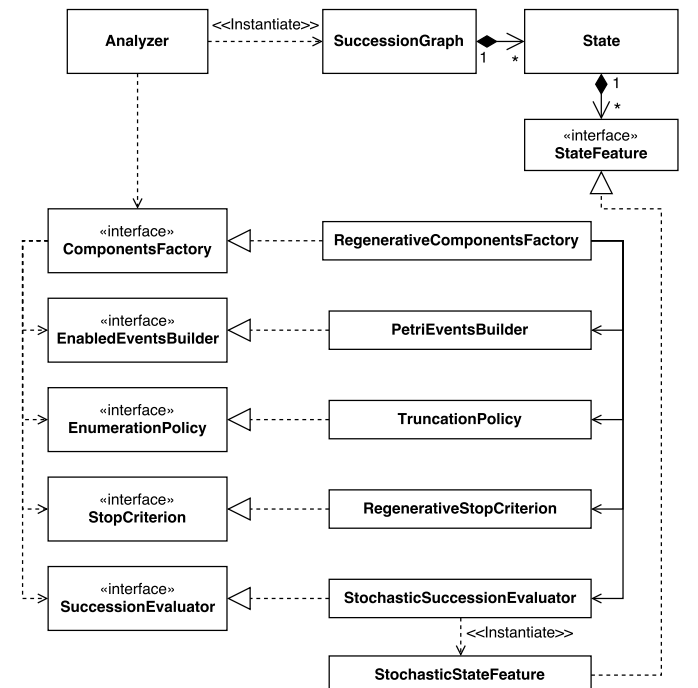 <<Instantiate>>
Analyzer
SuccessionGraph
State
1
*
1
*
«interface»
StateFeature
«interface»
ComponentsFactory
RegenerativeComponentsFactory
«interface»
EnabledEventsBuilder
PetriEventsBuilder
«interface»
EnumerationPolicy
TruncationPolicy
«interface»
StopCriterion
RegenerativeStopCriterion
«interface»
SuccessionEvaluator
StochasticSuccessionEvaluator
<<Instantiate>>
StochasticStateFeature